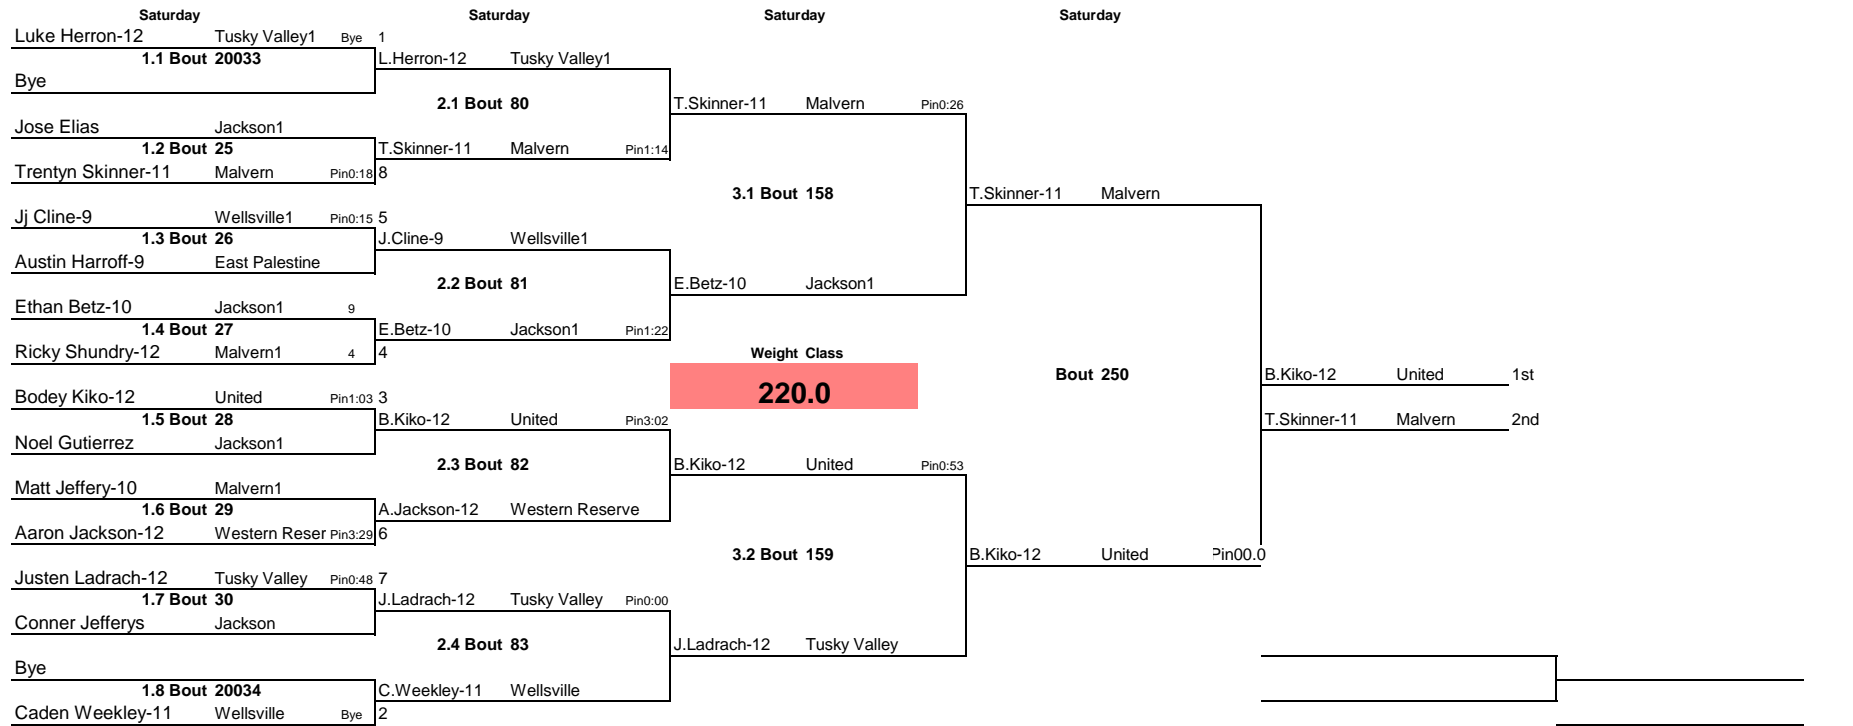 Saturday Saturday Saturday Saturday
Luke Herron-12 Tusky Valley1 Bye 1
1.1 Bout 20033 L.Herron-12 Tusky Valley1
Bye
2.1 Bout 80 T.Skinner-11 Malvern Pin0:26
Jose Elias Jackson1
1.2 Bout 25 T.Skinner-11 Malvern Pin1:14
Trentyn Skinner-11 Malvern Pin0:18 8
3.1 Bout 158 T.Skinner-11 Malvern
Jj Cline-9 Wellsville1 Pin0:15 5
1.3 Bout 26 J.Cline-9 Wellsville1
Austin Harroff-9 East Palestine
2.2 Bout 81 E.Betz-10 Jackson1
Ethan Betz-10 Jackson1 9
1.4 Bout 27 E.Betz-10 Jackson1 Pin1:22
Ricky Shundry-12 Malvern1 4 4 Weight Class
Bout 250 B.Kiko-12 United 1st
220.0
Bodey Kiko-12 United Pin1:03 3
1.5 Bout 28 B.Kiko-12 United Pin3:02 T.Skinner-11 Malvern 2nd
Noel Gutierrez Jackson1
2.3 Bout 82 B.Kiko-12 United Pin0:53
Matt Jeffery-10 Malvern1
1.6 Bout 29 A.Jackson-12 Western Reserve
Aaron Jackson-12 Western Reser Pin3:29 6
3.2 Bout 159 B.Kiko-12 United Pin00.0
Justen Ladrach-12 Tusky Valley Pin0:48 7
1.7 Bout 30 J.Ladrach-12 Tusky Valley Pin0:00
Conner Jefferys Jackson
2.4 Bout 83 J.Ladrach-12 Tusky Valley
Bye
1.8 Bout 20034 C.Weekley-11 Wellsville
Caden Weekley-11 Wellsville Bye 2